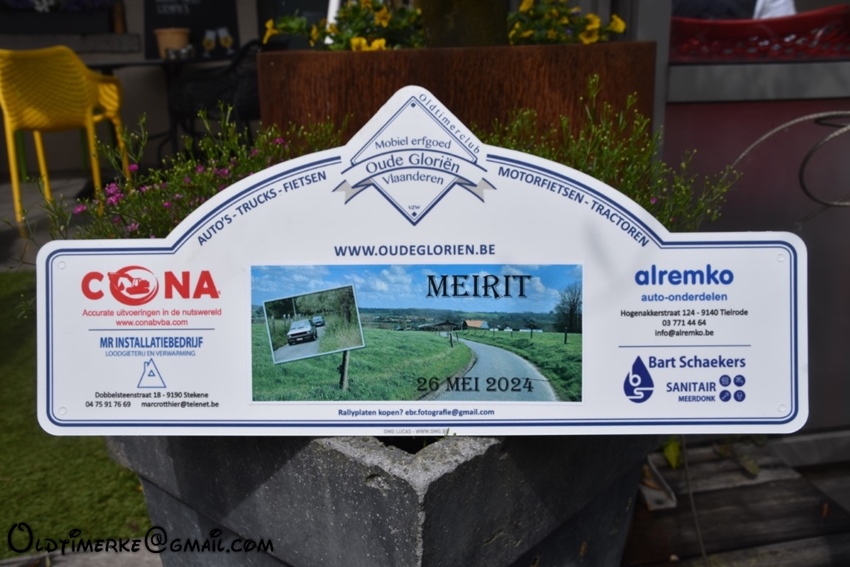 Oldtimerclub
Mobiel erfgoed
Oude Gloriën
Vlaanderen
VZW
AUTO'S - TRUCKS - FIETSEN
MOTORFIETSEN - TRACTOREN
WWW.OUDEGLORIEN.BE
CONA
Accurate uitvoeringen in de nutswereld
www.conabvba.com
MR INSTALLATIEBEDRIJF
LOODGIETERIJ EN VERWARMING
Dobbelsteenstraat 18 - 9190 Stekene
04 75 91 76 69 marcrotthier@telenet.be
MEIRIT
26 MEI 2024
alremko
auto-onderdelen
Hogenakkerstraat 124 - 9140 Tielrode
03 771 44 64
info@alremko.be
Bart Schaekers
SANITAIR
MEERDONK
Rallyplaten kopen? ebr.fotografie@gmail.com
Oldtimerke@gmail.com